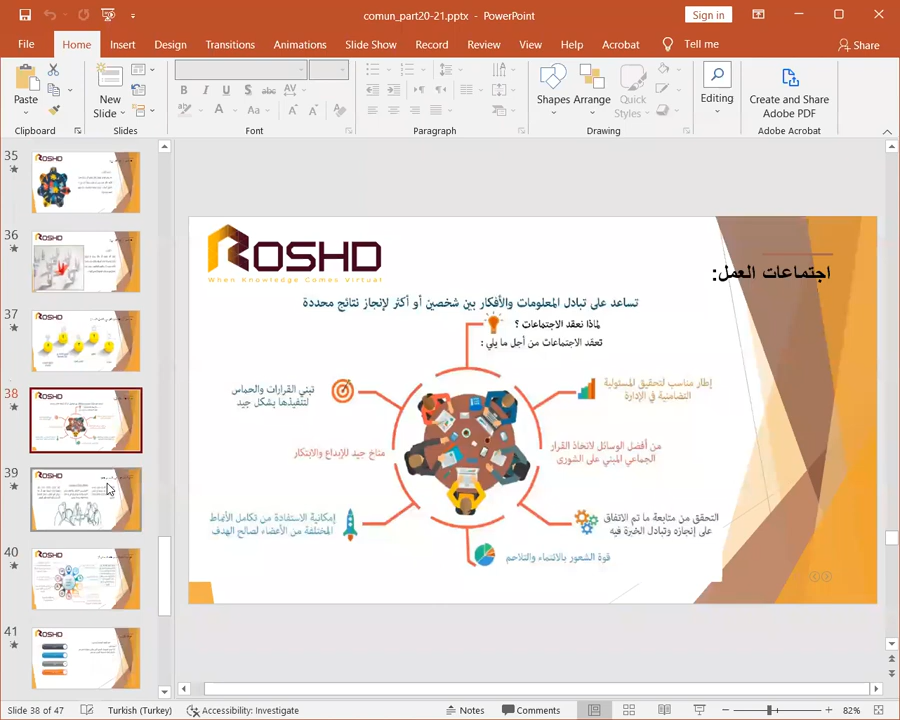 comun_part20-21.pptx - PowerPoint
Sign in
File Home Insert Design Transitions Animations Slide Show Record Review View Help Acrobat Tell me Share
Paste
New Slide
Shapes Arrange Quick Styles
Editing
Create and Share Adobe PDF
Clipboard Slides Font Paragraph Drawing Adobe Acrobat
35
36
37
38
39
40
41
ROSHD
When Knowledge Comes Virtual
اجتماعات العمل:
تساعد على تبادل المعلومات والأفكار بين شخصين أو أكثر لإنجاز نتائج محددة
لماذا نعقد الاجتماعات ؟
تعقد الاجتماعات من أجل ما يلي :
إطار مناسب لتحقيق المسئولية
التضامنية في الإدارة
تبني القرارات والحماس
لتنفيذها بشكل جيد
من أفضل الوسائل لاتخاذ القرار
الجماعي المبني على الشورى
مناخ جيد للإبداع والابتكار
التحقق من متابعة ما تم الاتفاق
على إنجازه وتبادل الخبرة فيه
إمكانية الاستفادة من تكامل الأنماط
المختلفة من الأعضاء لصالح الهدف
قوة الشعور بالانتماء والتلاحم
Slide 38 of 47 Turkish (Turkey) Accessibility: Investigate Notes Comments 82%